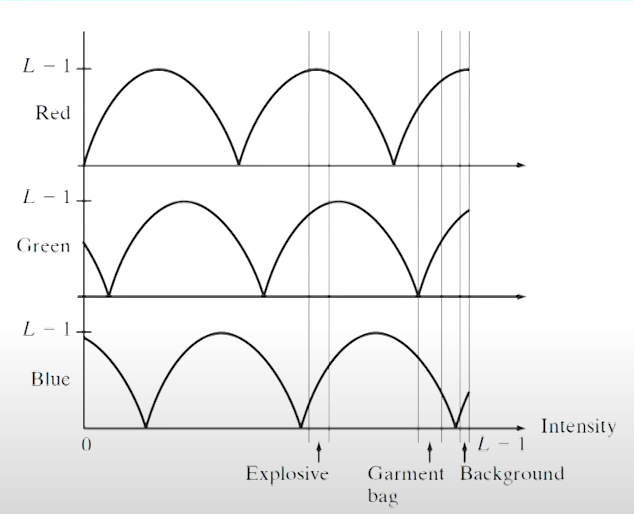 L − 1
Red
L − 1
Green
L − 1
Blue
Intensity
0
L − 1
Explosive
Garment
bag
Background